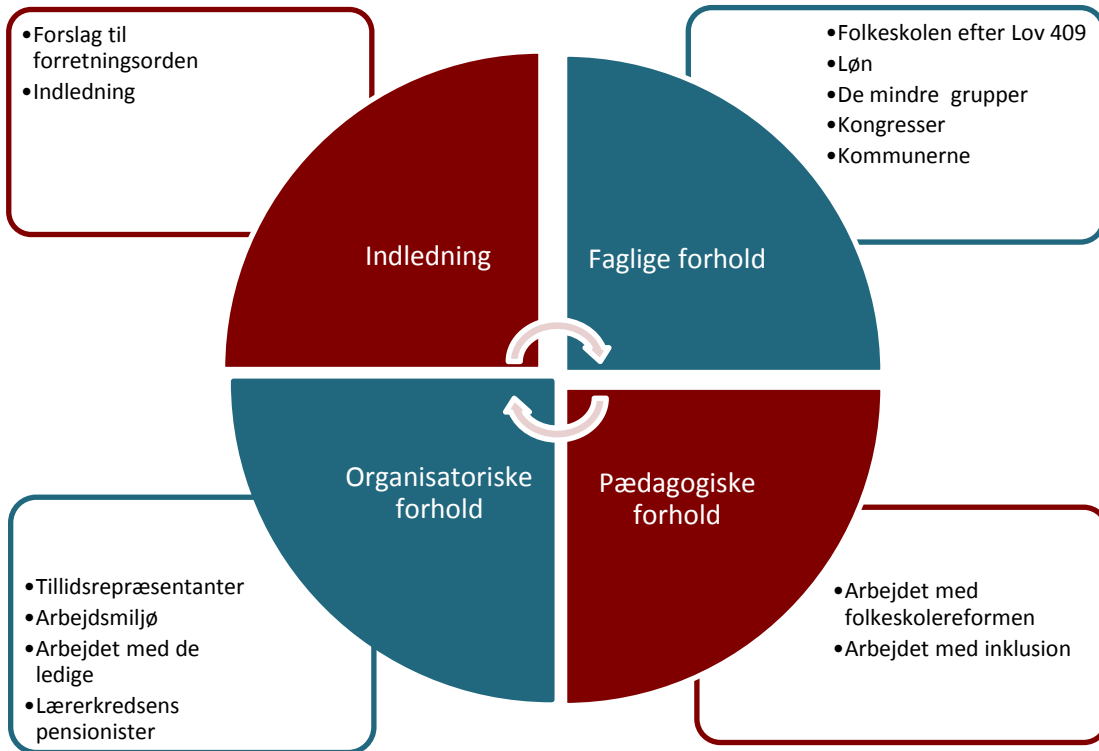 •Forslag til
forretningsorden
•Indledning
•Folkeskolen efter Lov 409
•Løn
•De mindre grupper
•Kongresser
•Kommunerne
Indledning
Faglige forhold
Organisatoriske
forhold
Pædagogiske
forhold
•Tillidsrepræsentanter
•Arbejdsmiljø
•Arbejdet med de
ledige
•Lærerkredsens
pensionister
•Arbejdet med
folkeskolereformen
•Arbejdet med inklusion